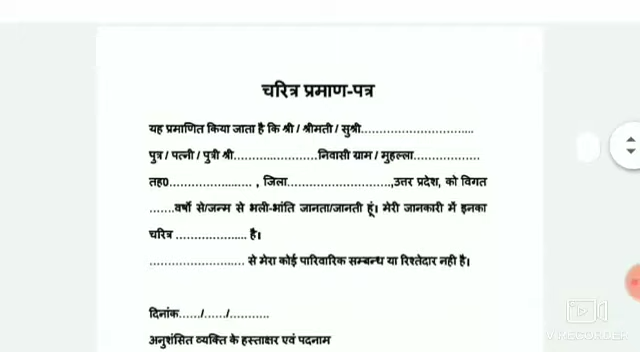 चरित्र प्रमाण-पत्र
यह प्रमाणित किया जाता है कि श्री / श्रीमती / सुश्री..............................
पुत्र / पत्नी / पुत्री श्री.......................निवासी ग्राम / मुहल्ला..................
तह0...................... , जिला............................,उत्तर प्रदेश, को विगत
.......वर्षो से/जन्म से भली-भांति जानता/जानती हूं। मेरी जानकारी में इनका
चरित्र ................... है।
......................... से मेरा कोई पारिवारिक सम्बन्ध या रिश्तेदार नही है।
दिनांक....../....../...........
अनुशंसित व्यक्ति के हस्ताक्षर एवं पदनाम